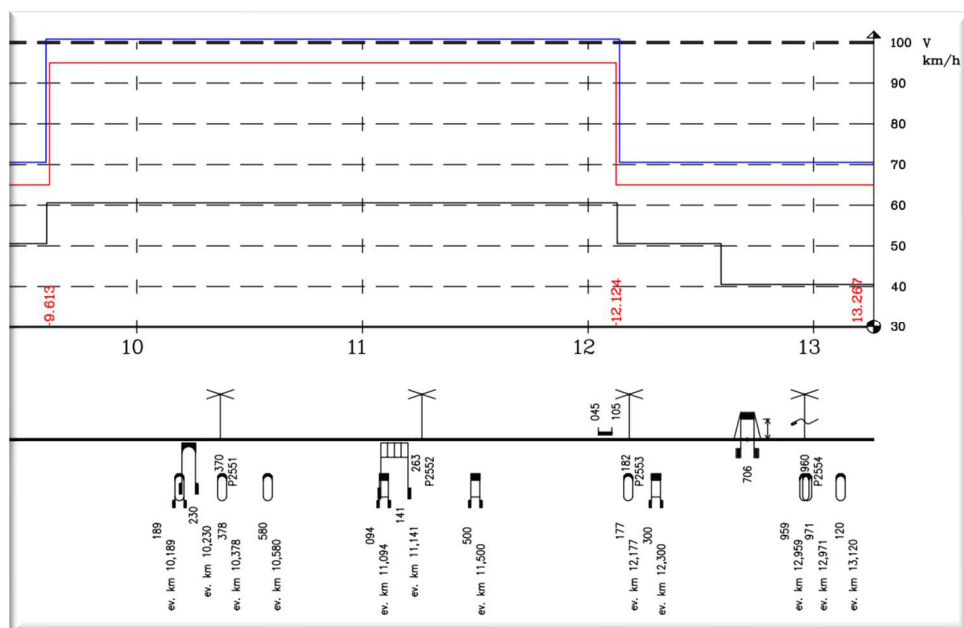 100 V
km/h
90
80
70
60
50
40
30
-9.613
-12.124
13.267
10 11 12 13
045 105
370 P2551
263 P2552
182 P2553
706
960 P2554
189
230
378
580
094
141
500
177
300
959
971
120
ev. km 10,189
ev. km 10,230
ev. km 10,378
ev. km 10,580
ev. km 11,094
ev. km 11,141
ev. km 11,500
ev. km 12,177
ev. km 12,300
ev. km 12,959
ev. km 12,971
ev. km 13,120